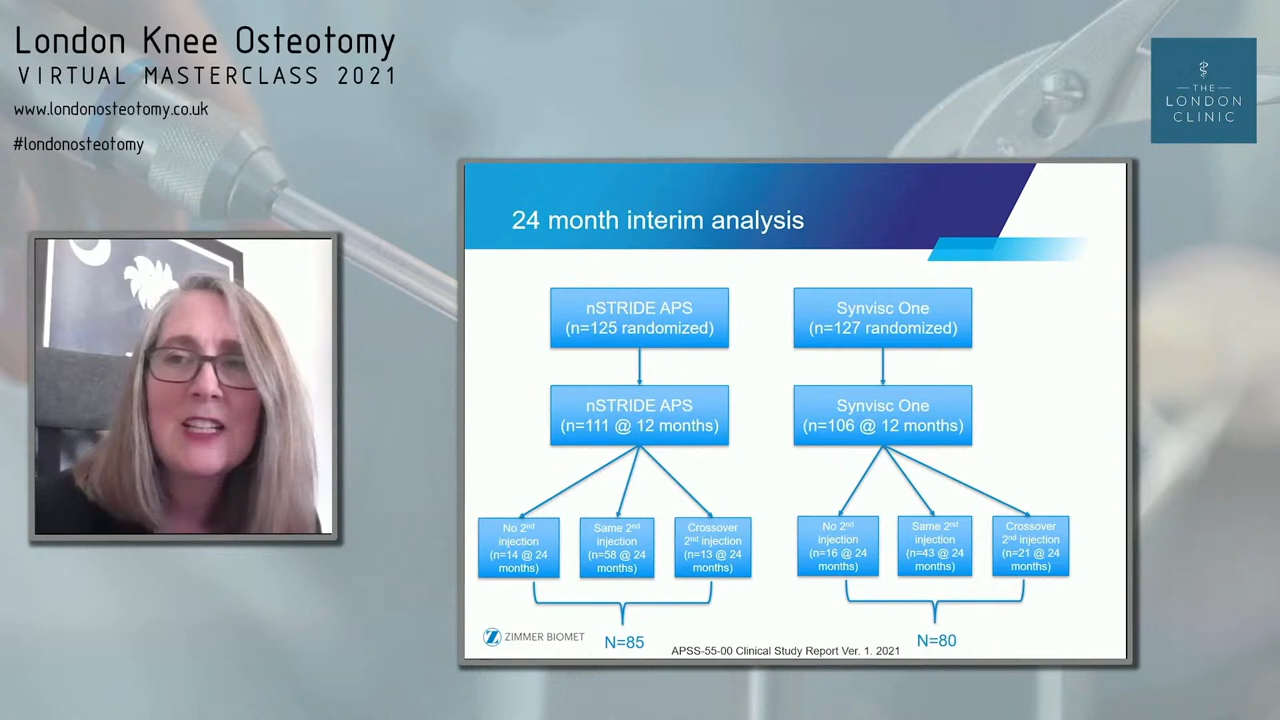 London Knee Osteotomy
VIRTUAL MASTERCLASS 2021
www.londonosteotomy.co.uk
#londonosteotomy
THE
LONDON
CLINIC
24 month interim analysis
nSTRIDE APS
(n=125 randomized)
Synvisc One
(n=127 randomized)
nSTRIDE APS
(n=111 @ 12 months)
Synvisc One
(n=106 @ 12 months)
No 2nd
injection
(n=14 @ 24
months)
Same 2nd
injection
(n=58 @ 24
months)
Crossover
2nd injection
(n=13 @ 24
months)
No 2nd
injection
(n=16 @ 24
months)
Same 2nd
injection
(n=43 @ 24
months)
Crossover
2nd injection
(n=21 @ 24
months)
ZIMMER BIOMET
N=85
N=80
APSS-55-00 Clinical Study Report Ver. 1. 2021